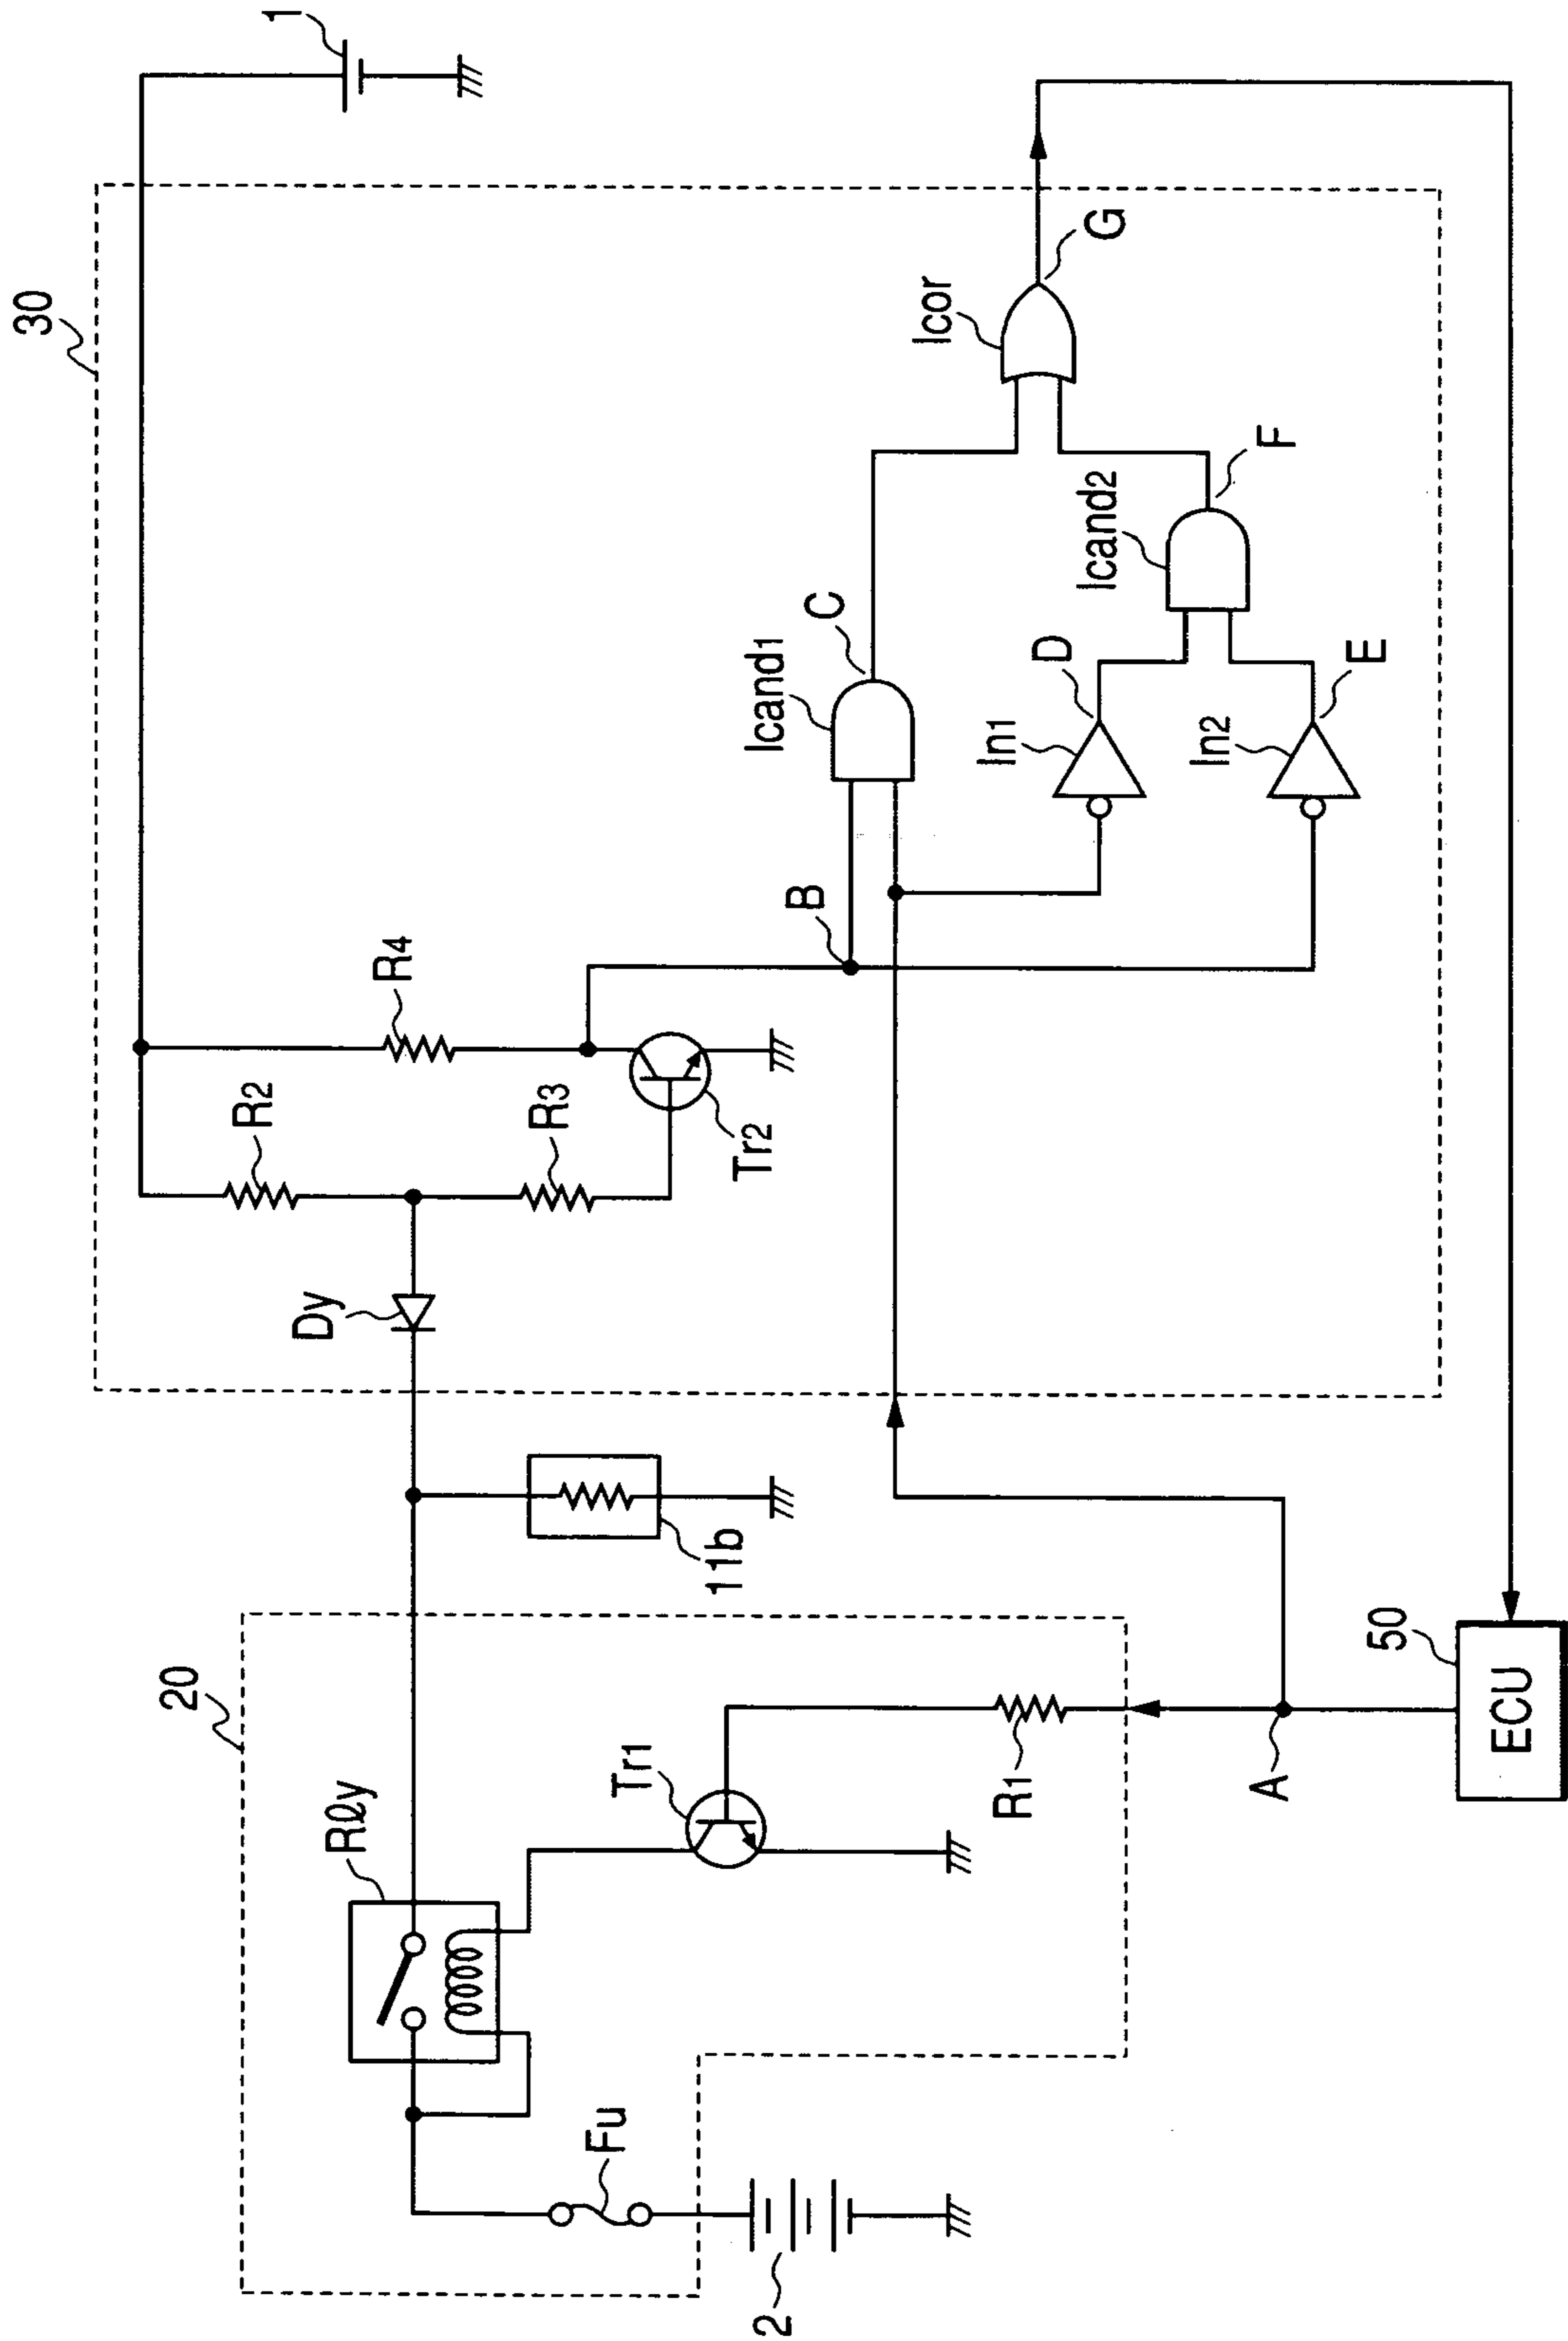 30
1
20
Rℓy
Dy
R2
R4
R3
Tr2
Fu
Tr1
11b
2
R1
A
B
Icand1
C
In1
D
In2
E
Icand2
F
Icor
G
50
ECU